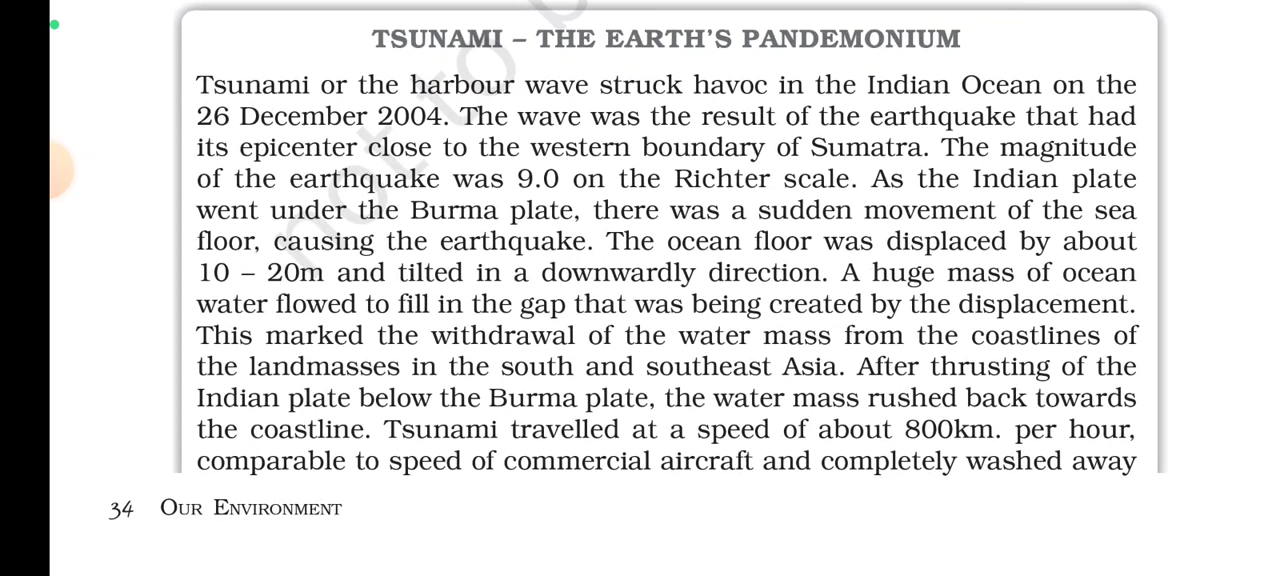 TSUNAMI – THE EARTH'S PANDEMONIUM
Tsunami or the harbour wave struck havoc in the Indian Ocean on the
26 December 2004. The wave was the result of the earthquake that had
its epicenter close to the western boundary of Sumatra. The magnitude
of the earthquake was 9.0 on the Richter scale. As the Indian plate
went under the Burma plate, there was a sudden movement of the sea
floor, causing the earthquake. The ocean floor was displaced by about
10 – 20m and tilted in a downwardly direction. A huge mass of ocean
water flowed to fill in the gap that was being created by the displacement.
This marked the withdrawal of the water mass from the coastlines of
the landmasses in the south and southeast Asia. After thrusting of the
Indian plate below the Burma plate, the water mass rushed back towards
the coastline. Tsunami travelled at a speed of about 800km. per hour,
comparable to speed of commercial aircraft and completely washed away
34 OUR ENVIRONMENT
not to b